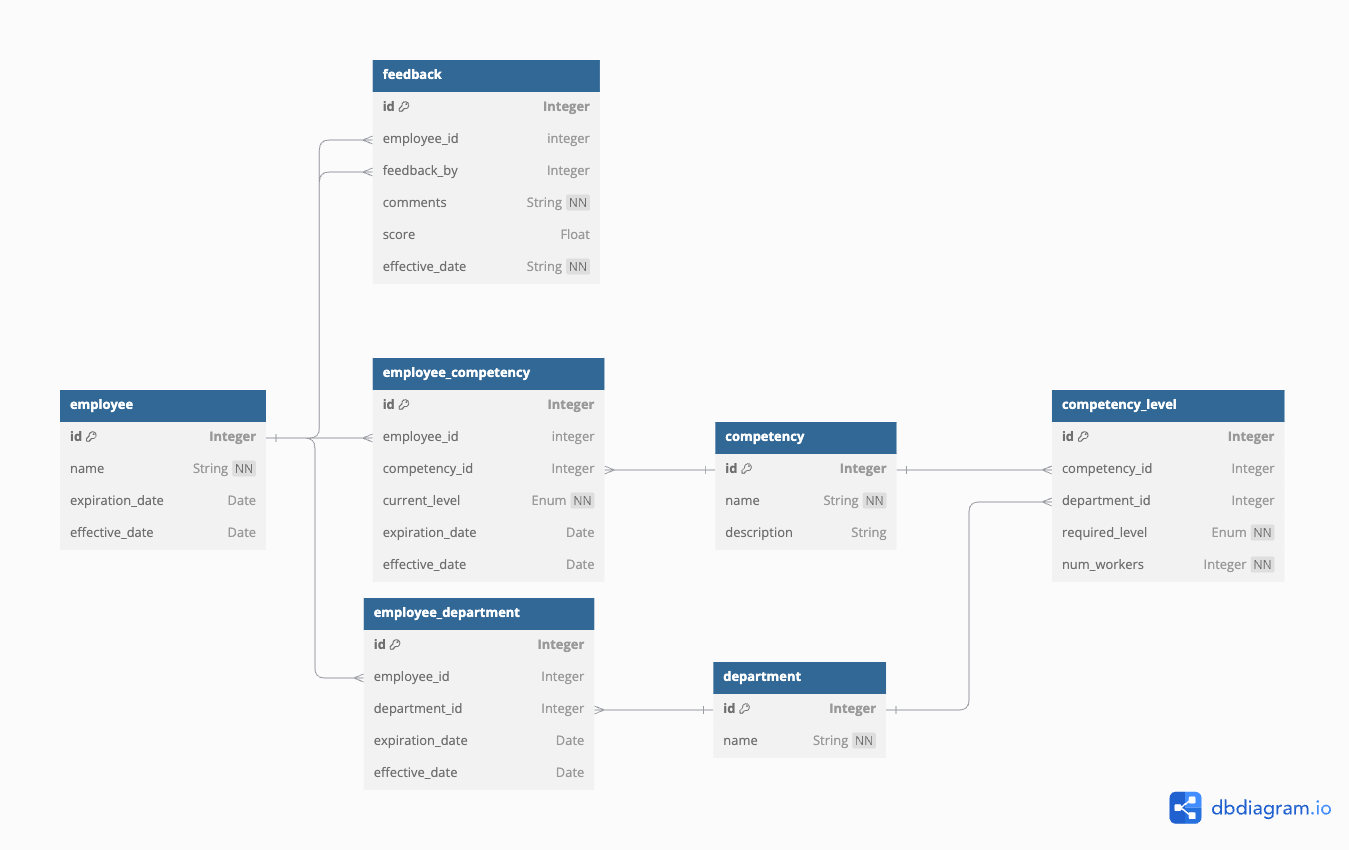 feedback
id Integer
employee_id integer
feedback_by Integer
comments String NN
score Float
effective_date String NN
employee
id Integer
name String NN
expiration_date Date
effective_date Date
employee_competency
id Integer
employee_id integer
competency_id Integer
current_level Enum NN
expiration_date Date
effective_date Date
competency
id Integer
name String NN
description String
competency_level
id Integer
competency_id Integer
department_id Integer
required_level Enum NN
num_workers Integer NN
employee_department
id Integer
employee_id Integer
department_id Integer
expiration_date Date
effective_date Date
department
id Integer
name String NN
dbdiagram.io